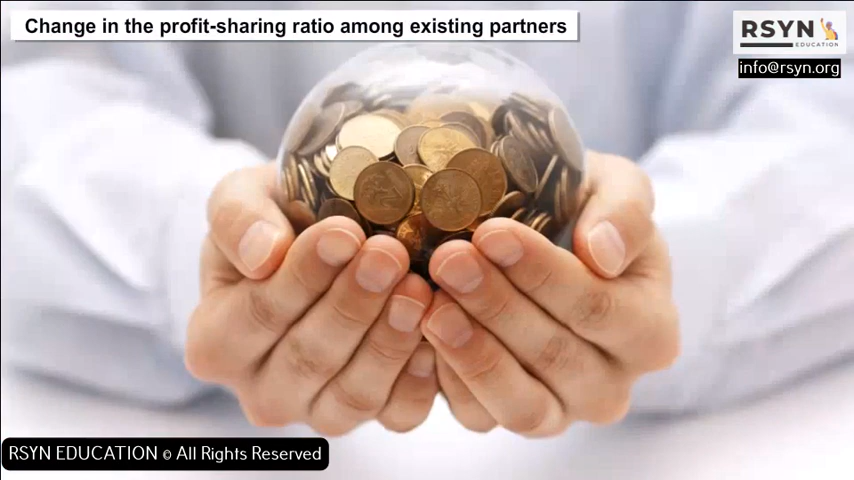 Change in the profit-sharing ratio among existing partners
RSYN
EDUCATION
info@rsyn.org
RSYN EDUCATION © All Rights Reserved